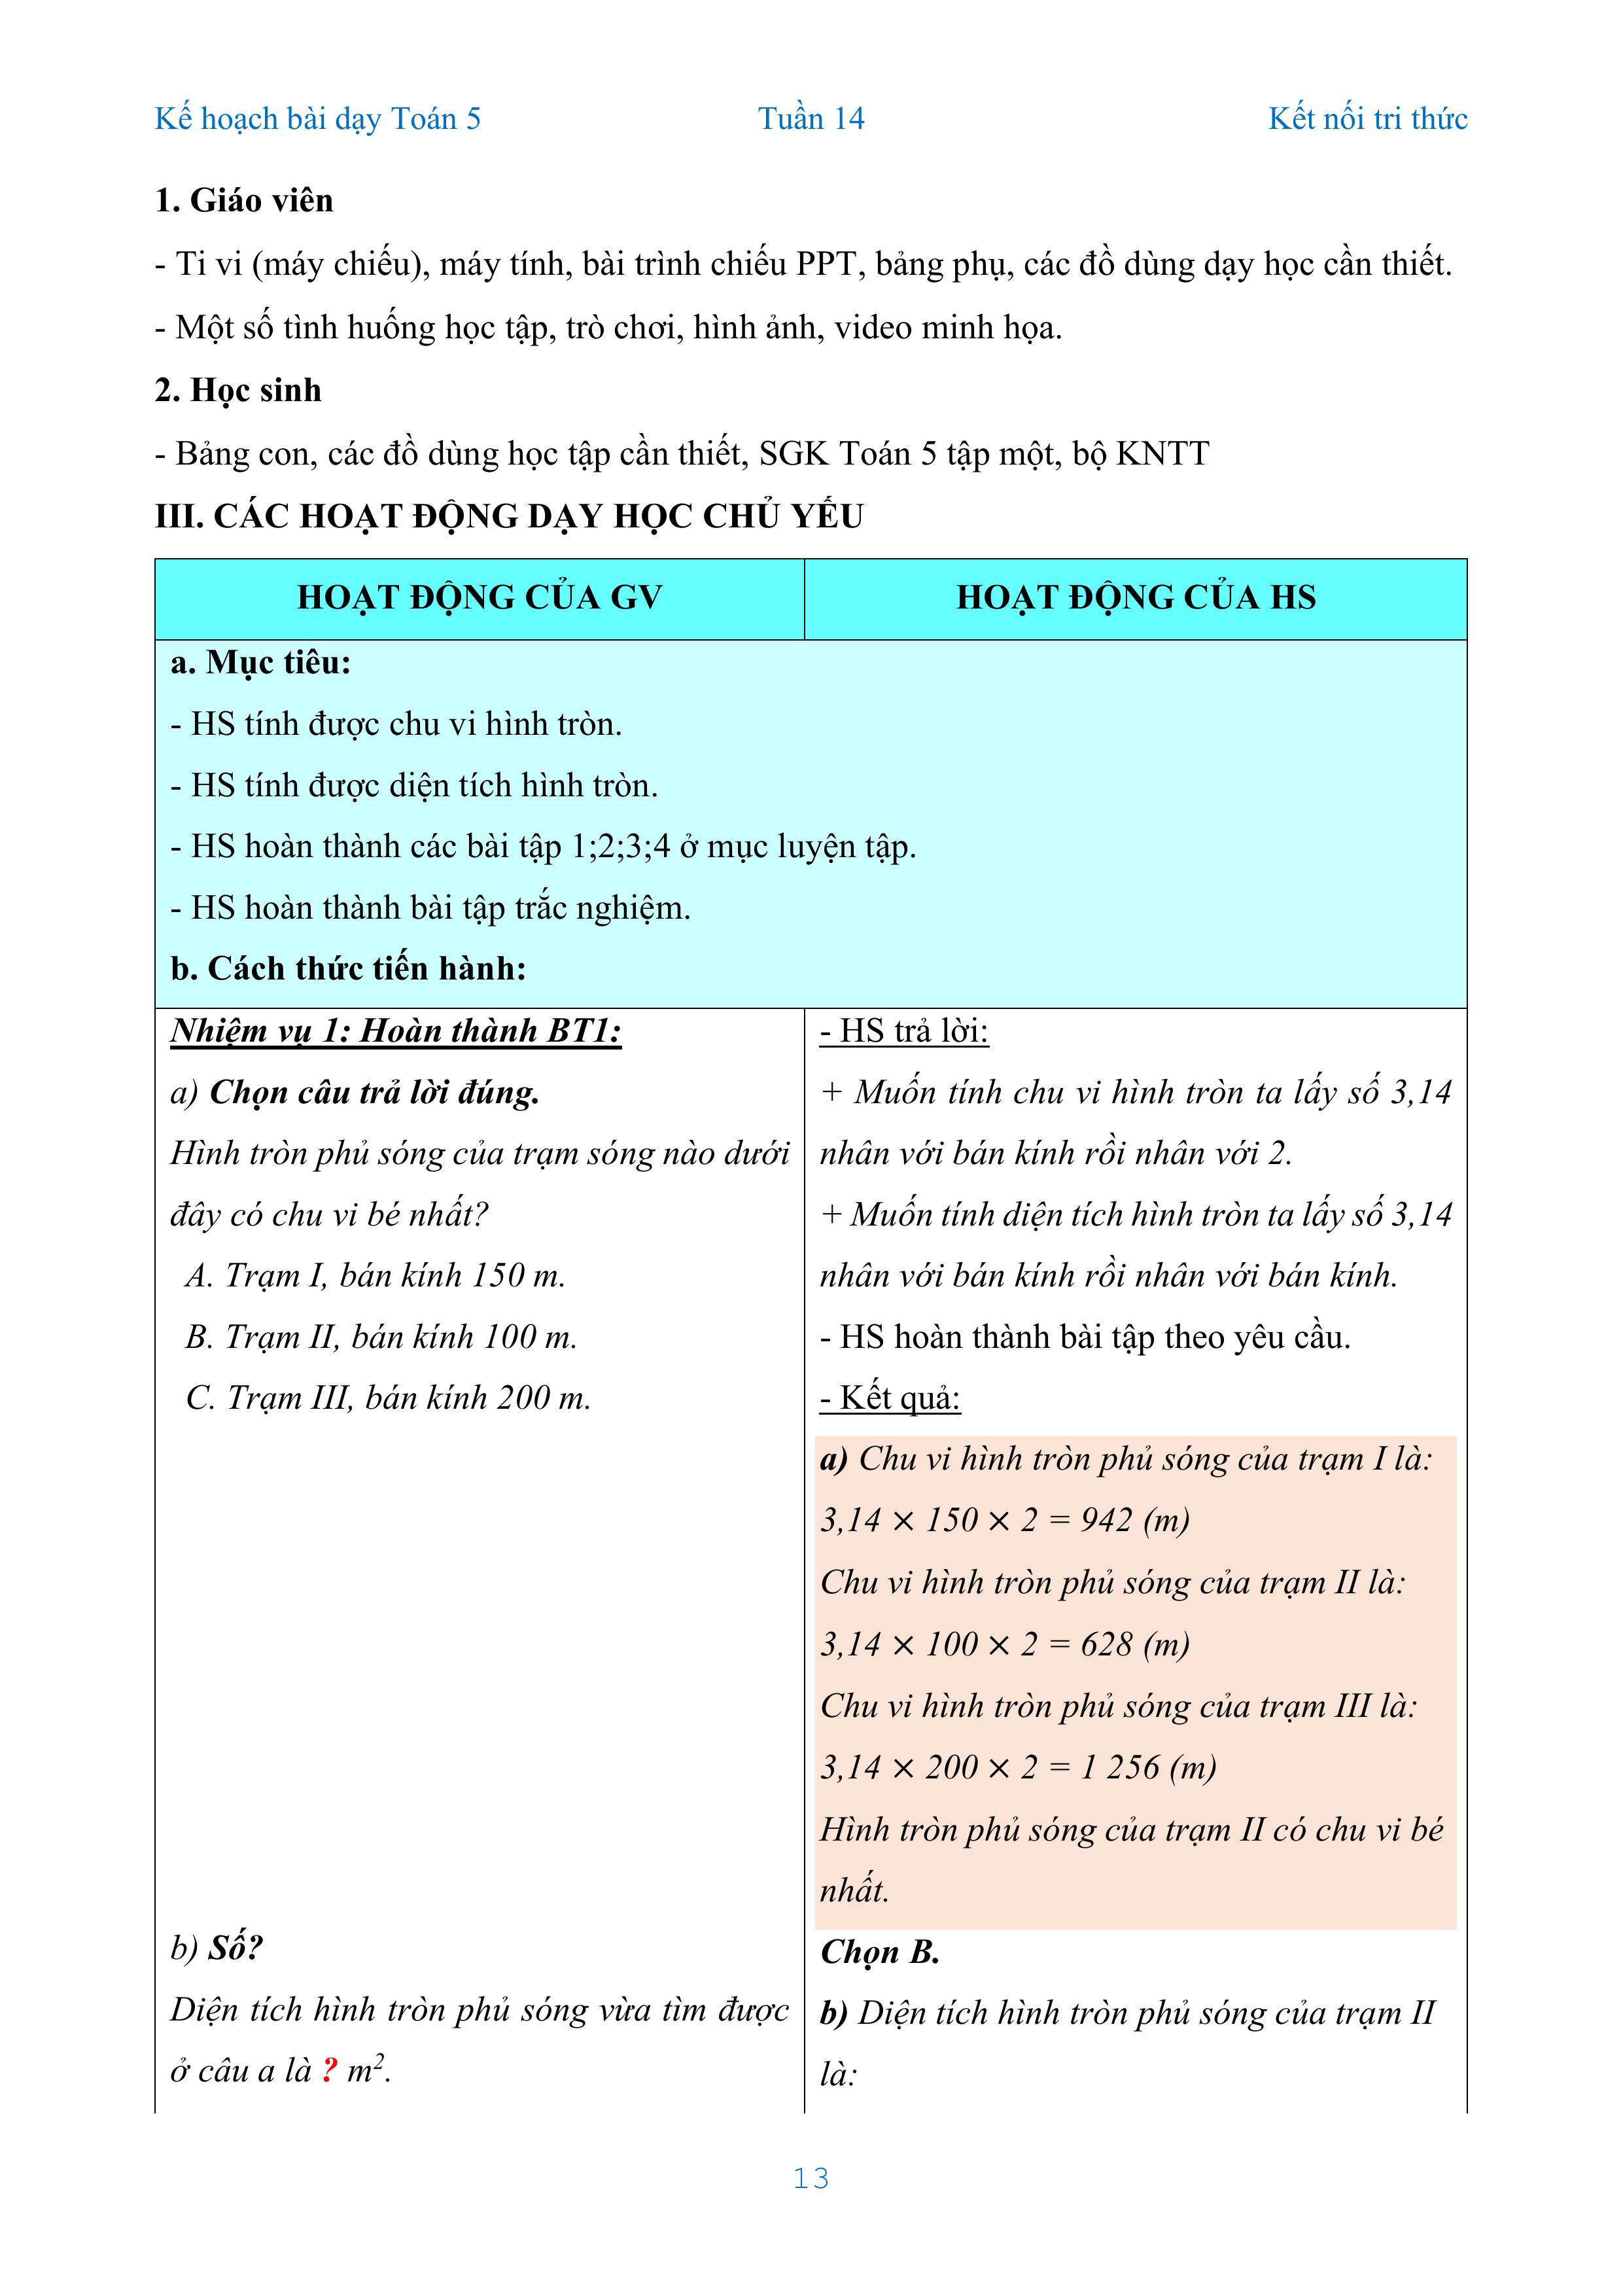 Kế hoạch bài dạy Toán 5 Tuần 14 Kết nối tri thức
1. Giáo viên
- Ti vi (máy chiếu), máy tính, bài trình chiếu PPT, bảng phụ, các đồ dùng dạy học cần thiết.
- Một số tình huống học tập, trò chơi, hình ảnh, video minh họa.
2. Học sinh
- Bảng con, các đồ dùng học tập cần thiết, SGK Toán 5 tập một, bộ KNTT
III. CÁC HOẠT ĐỘNG DẠY HỌC CHỦ YẾU
HOẠT ĐỘNG CỦA GV
HOẠT ĐỘNG CỦA HS
a. Mục tiêu:
- HS tính được chu vi hình tròn.
- HS tính được diện tích hình tròn.
- HS hoàn thành các bài tập 1;2;3;4 ở mục luyện tập.
- HS hoàn thành bài tập trắc nghiệm.
b. Cách thức tiến hành:
Nhiệm vụ 1: Hoàn thành BT1:
a) Chọn câu trả lời đúng.
Hình tròn phủ sóng của trạm sóng nào dưới
đây có chu vi bé nhất?
A. Trạm I, bán kính 150 m.
B. Trạm II, bán kính 100 m.
C. Trạm III, bán kính 200 m.
b) Số?
Diện tích hình tròn phủ sóng vừa tìm được
ở câu a là ? m².
- HS trả lời:
+ Muốn tính chu vi hình tròn ta lấy số 3,14
nhân với bán kính rồi nhân với 2.
+ Muốn tính diện tích hình tròn ta lấy số 3,14
nhân với bán kính rồi nhân với bán kính.
- HS hoàn thành bài tập theo yêu cầu.
- Kết quả:
a) Chu vi hình tròn phủ sóng của trạm I là:
3,14 × 150 × 2 = 942 (m)
Chu vi hình tròn phủ sóng của trạm II là:
3,14 × 100 × 2 = 628 (m)
Chu vi hình tròn phủ sóng của trạm III là:
3,14 × 200 × 2 = 1 256 (m)
Hình tròn phủ sóng của trạm II có chu vi bé
nhất.
Chọn B.
b) Diện tích hình tròn phủ sóng của trạm II
là:
13